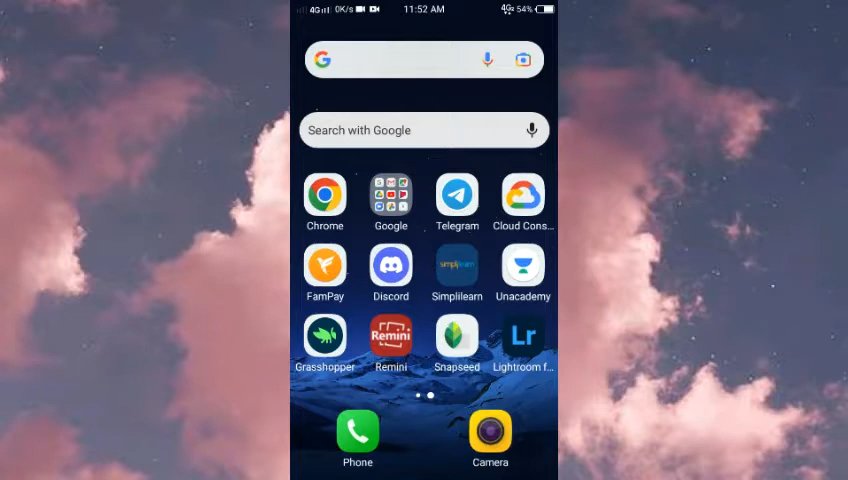 4G 0K/s 11:52 AM 4G 54%
Search with Google
Chrome Google Telegram Cloud Cons...
simplilearn
FamPay Discord Simplilearn Unacademy
Remini Lr
Grasshopper Remini Snapseed Lightroom f...
Phone Camera